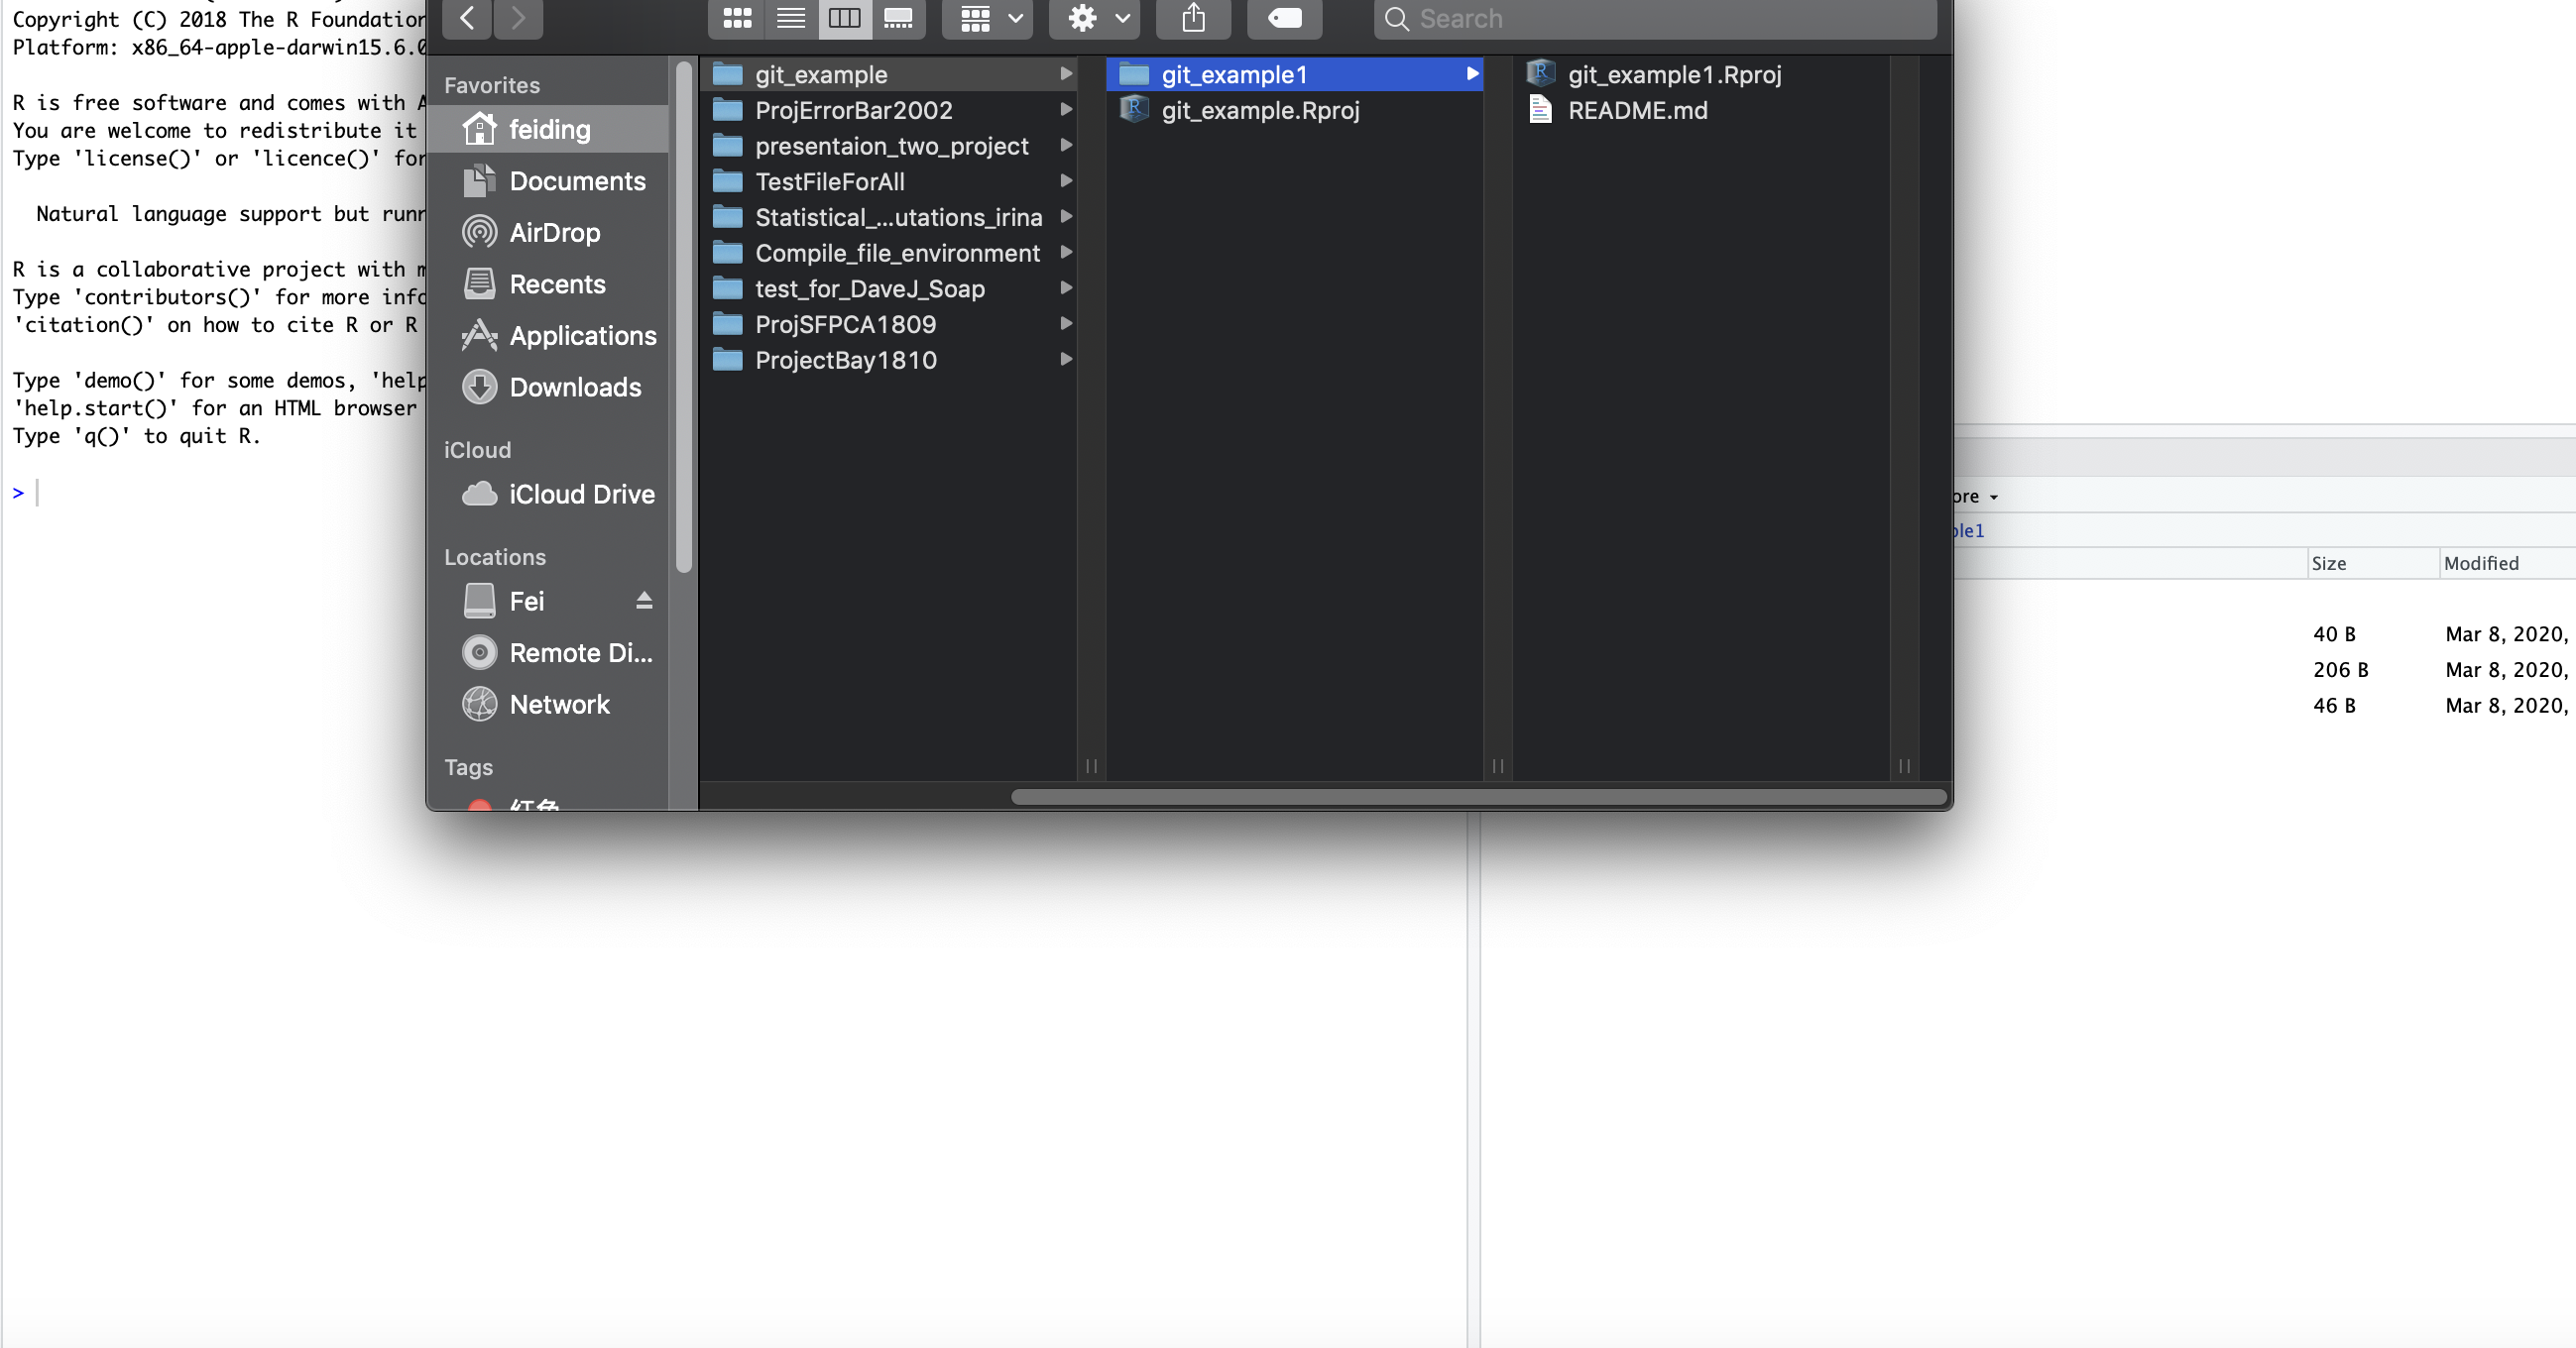 Copyright (C) 2018 The R Foundation
Platform: x86_64-apple-darwin15.6.0
R is free software and comes with A
You are welcome to redistribute it
Type 'license()' or 'licence()' for
Natural language support but runn
R is a collaborative project with m
Type 'contributors()' for more info
'citation()' on how to cite R or R
Type 'demo()' for some demos, 'help
'help.start()' for an HTML browser
Type 'q()' to quit R.
>
Search
Favorites
feiding
Documents
AirDrop
Recents
Applications
Downloads
iCloud
iCloud Drive
Locations
Fei
Remote Di...
Network
Tags
git_example
ProjErrorBar2002
presentaion_two_project
TestFileForAll
Statistical_...utations_irina
Compile_file_environment
test_for_DaveJ_Soap
ProjSFPCA1809
ProjectBay1810
git_example1
git_example.Rproj
git_example1.Rproj
README.md
ore
ple1
Size Modified
40 B Mar 8, 2020,
206 B Mar 8, 2020,
46 B Mar 8, 2020,